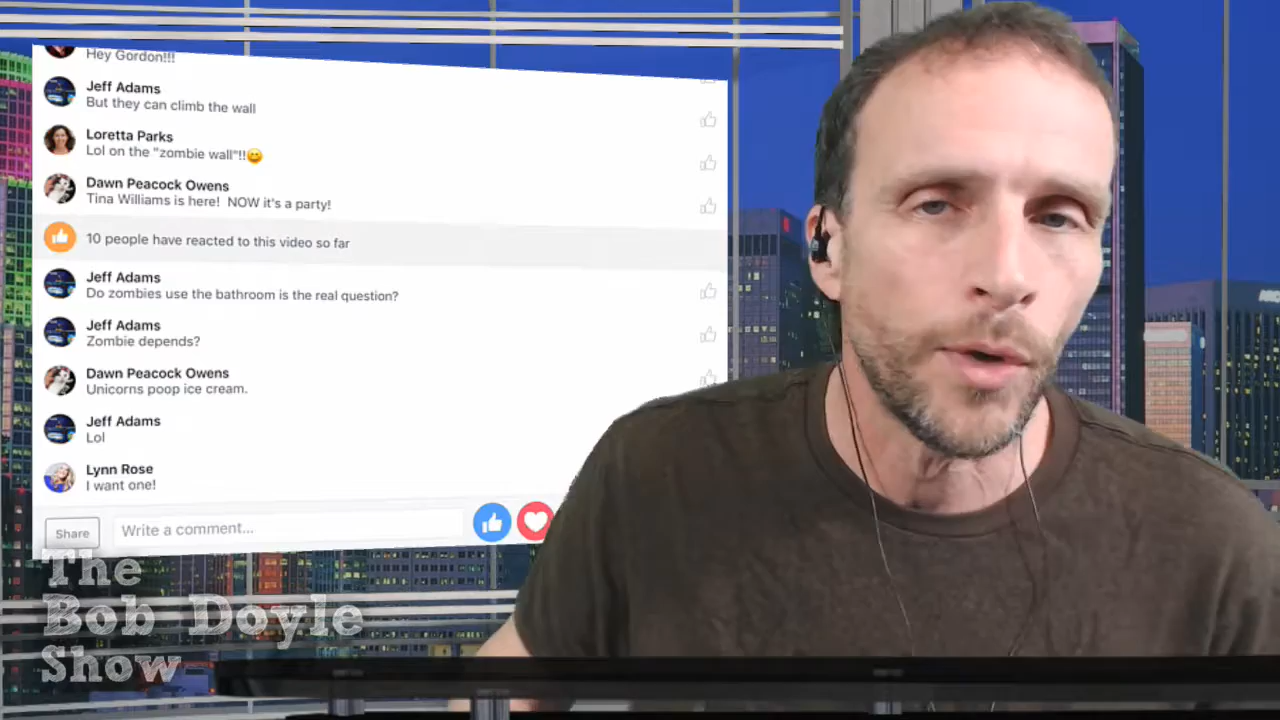 Hey Gordon!!!
Jeff Adams
But they can climb the wall
Loretta Parks
Lol on the "zombie wall"!!😀
Dawn Peacock Owens
Tina Williams is here!  NOW it's a party!
10 people have reacted to this video so far
Jeff Adams
Do zombies use the bathroom is the real question?
Jeff Adams
Zombie depends?
Dawn Peacock Owens
Unicorns poop ice cream.
Jeff Adams
Lol
Lynn Rose
I want one!
Share
Write a comment...
The
Bob Doyle
Show